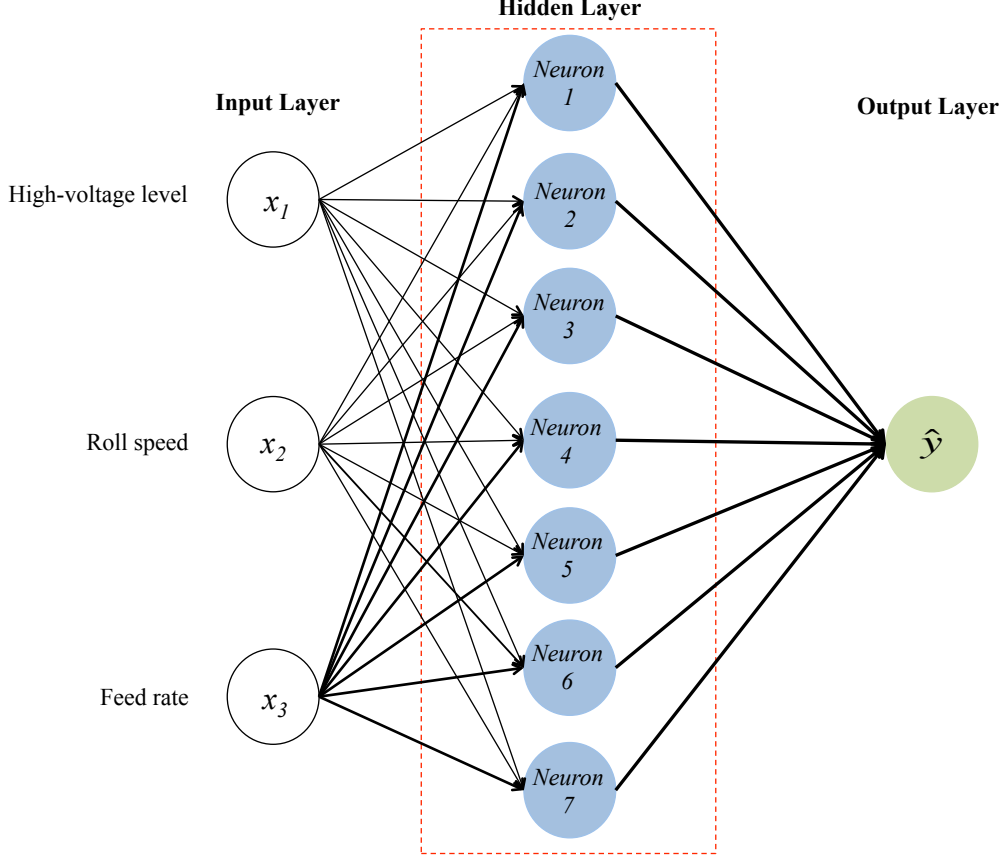 Hidden Layer
Input Layer
Output Layer
High-voltage level
Roll speed
Feed rate
x1
x2
x3
Neuron
1
Neuron
2
Neuron
3
Neuron
4
Neuron
5
Neuron
6
Neuron
7
ŷ